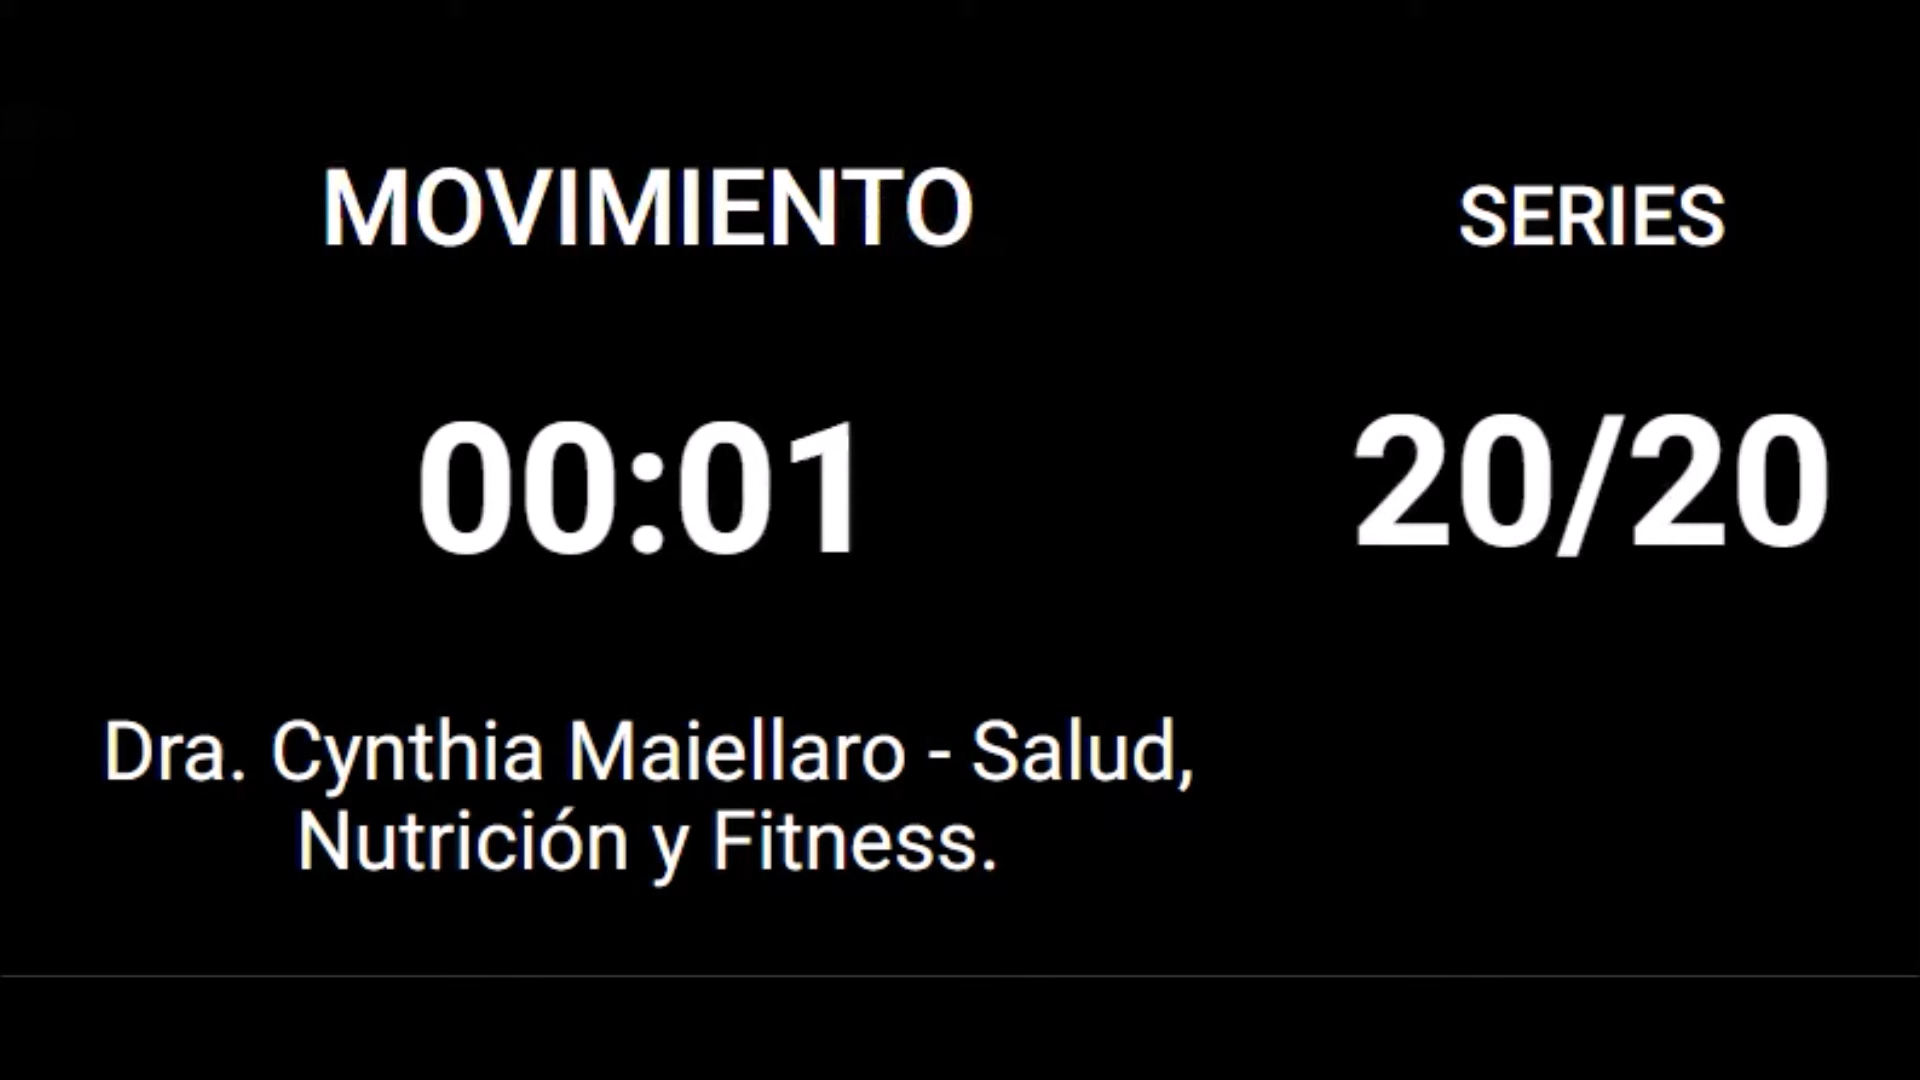 MOVIMIENTO
SERIES
00:01
20/20
Dra. Cynthia Maiellaro - Salud,
Nutrición y Fitness.